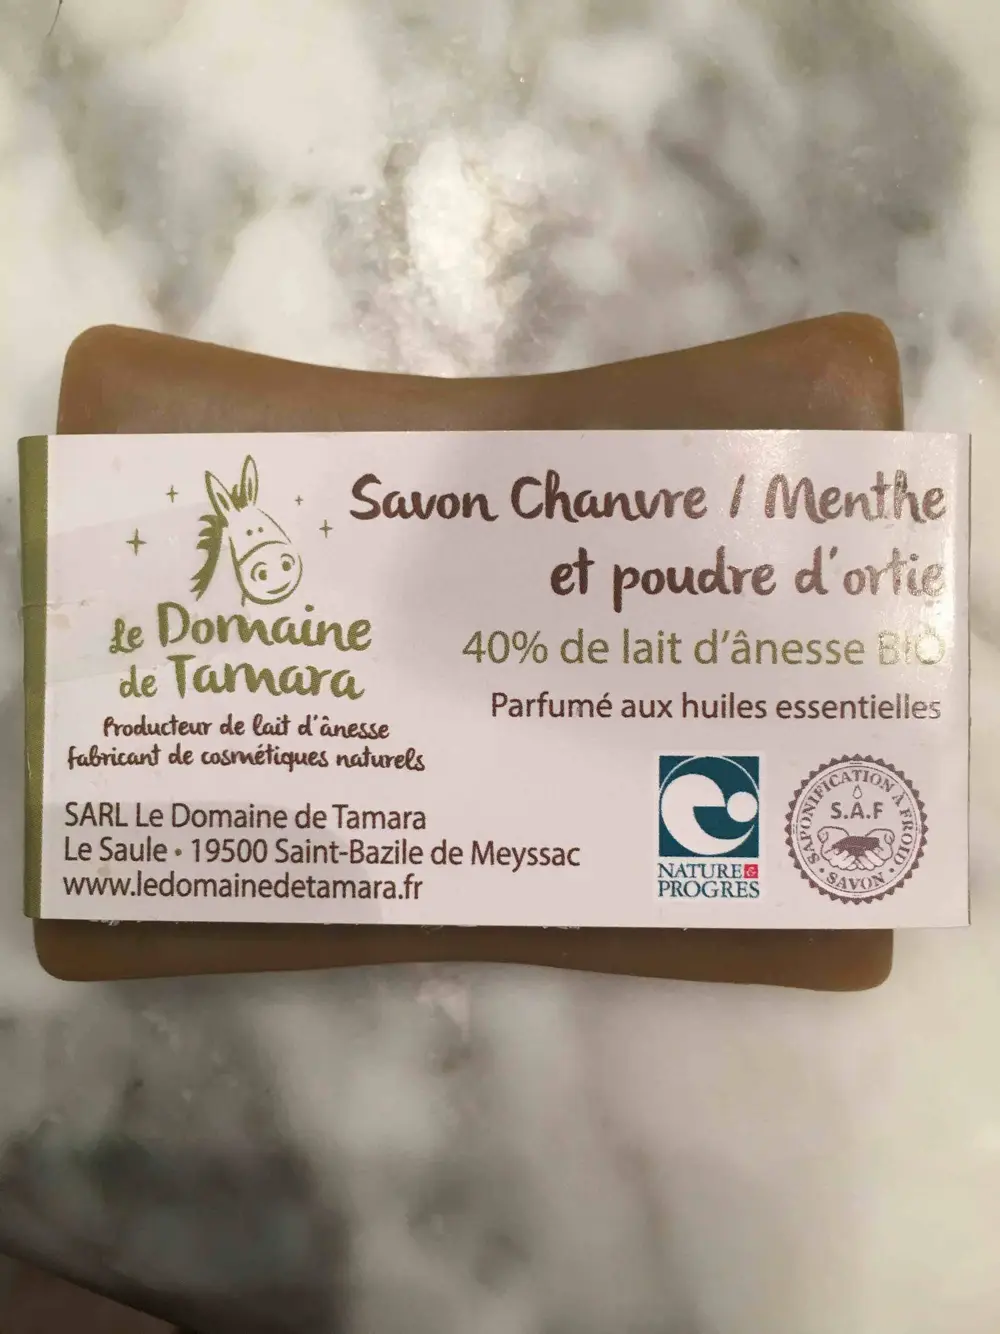 Savon Chanvre / Menthe
et poudre d'ortie
40% de lait d'ânesse BIO
Parfumé aux huiles essentielles
le Domaine
de Tamara
Producteur de lait d'ânesse
fabricant de cosmétiques naturels
SARL Le Domaine de Tamara
Le Saule • 19500 Saint-Bazile de Meyssac
www.ledomainedetamara.fr
NATURE &
PROGRES
SAPONIFICATION A FROID
S.A.F
SAVON